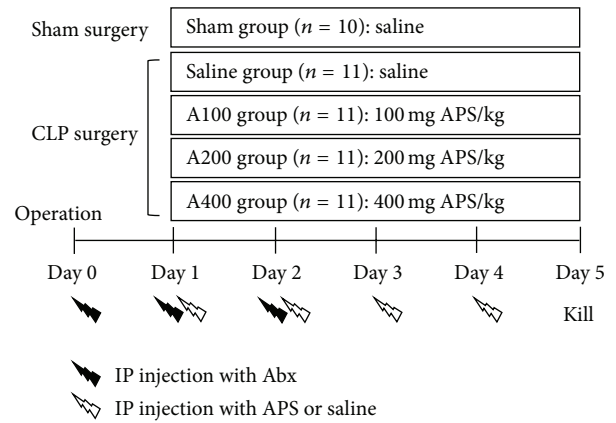 Sham surgery
Sham group (n = 10): saline
Saline group (n = 11): saline
CLP surgery
A100 group (n = 11): 100 mg APS/kg
A200 group (n = 11): 200 mg APS/kg
A400 group (n = 11): 400 mg APS/kg
Operation
Day 0 Day 1 Day 2 Day 3 Day 4 Day 5
Kill
IP injection with Abx
IP injection with APS or saline